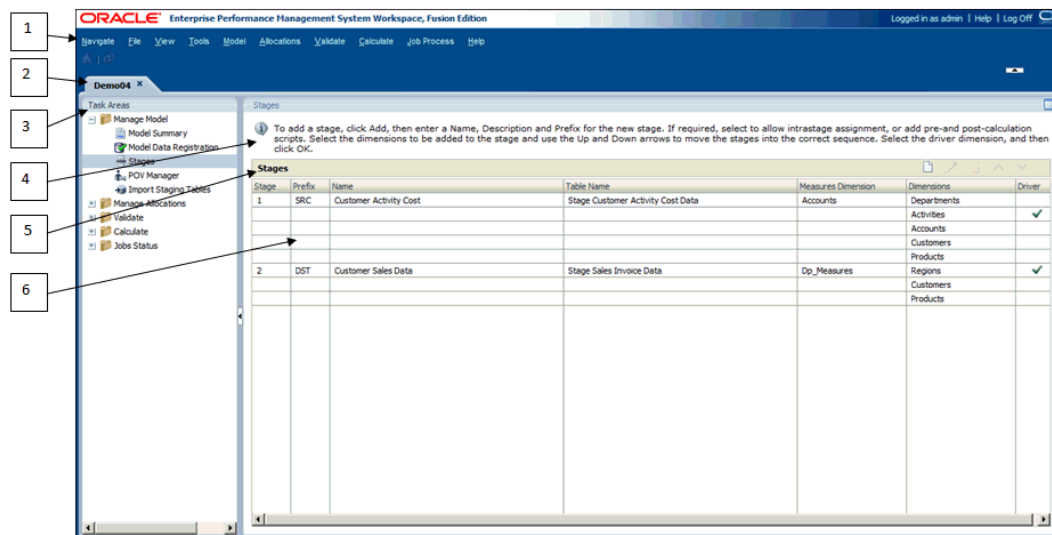 ORACLE Enterprise Performance Management System Workspace, Fusion Edition
Logged in as admin | Help | Log Off
1
Navigate File View Tools Model Allocations Validate Calculate Job Process Help
2
Demo04 ×
3
Task Areas
Manage Model
Model Summary
Model Data Registration
Stages
POV Manager
Import Staging Tables
Manage Allocations
Validate
Calculate
Jobs Status
4
5
6
Stages
To add a stage, click Add, then enter a Name, Description and Prefix for the new stage. If required, select to allow intrastage assignment, or add pre-and post-calculation
scripts. Select the dimensions to be added to the stage and use the Up and Down arrows to move the stages into the correct sequence. Select the driver dimension, and then
click OK.
Stages
Stage Prefix Name Table Name Measures Dimension Dimensions Driver
1 SRC Customer Activity Cost Stage Customer Activity Cost Data Accounts Departments
Activities
Accounts
Customers
Products
2 DST Customer Sales Data Stage Sales Invoice Data Dp_Measures Regions
Customers
Products